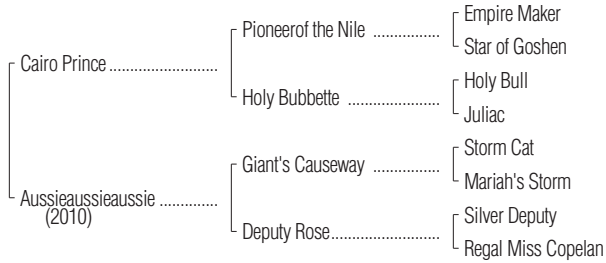 Empire Maker
Pioneerof the Nile ................
Star of Goshen
Cairo Prince ..........................
Holy Bull
Holy Bubbette ......................
Juliac
Storm Cat
Giant's Causeway ................
Mariah's Storm
Aussieaussieaussie ..............
(2010)
Silver Deputy
Deputy Rose..........................
Regal Miss Copelan